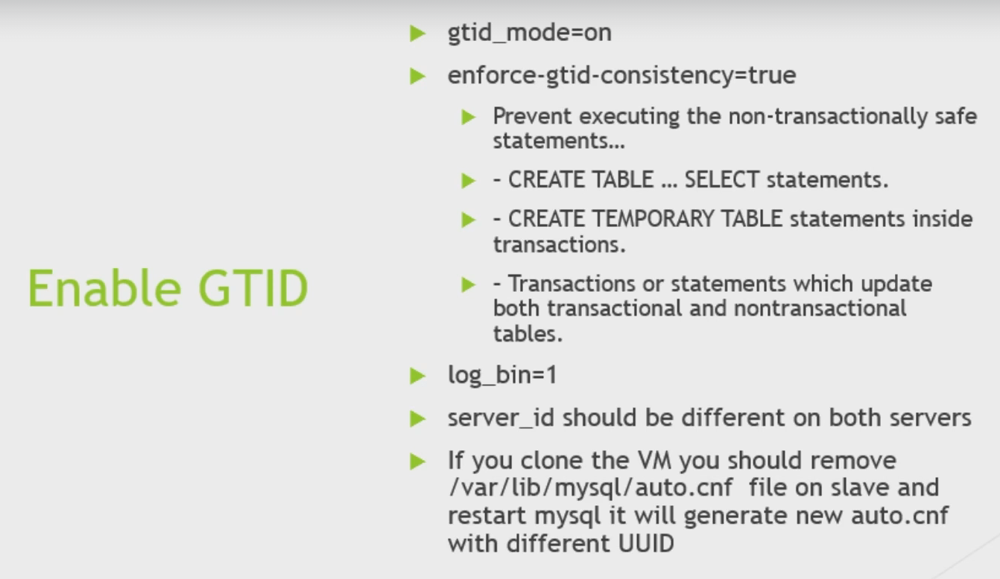 Enable GTID
gtid_mode=on
enforce-gtid-consistency=true
Prevent executing the non-transactionally safe
statements…
- CREATE TABLE … SELECT statements.
- CREATE TEMPORARY TABLE statements inside
transactions.
- Transactions or statements which update
both transactional and nontransactional
tables.
log_bin=1
server_id should be different on both servers
If you clone the VM you should remove
/var/lib/mysql/auto.cnf  file on slave and
restart mysql it will generate new auto.cnf
with different UUID